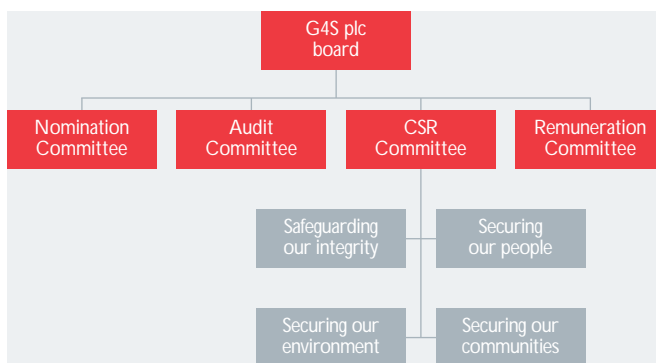 G4S plc
board
Nomination
Committee
Audit
Committee
CSR
Committee
Remuneration
Committee
Safeguarding
our integrity
Securing
our people
Securing our
environment
Securing our
communities